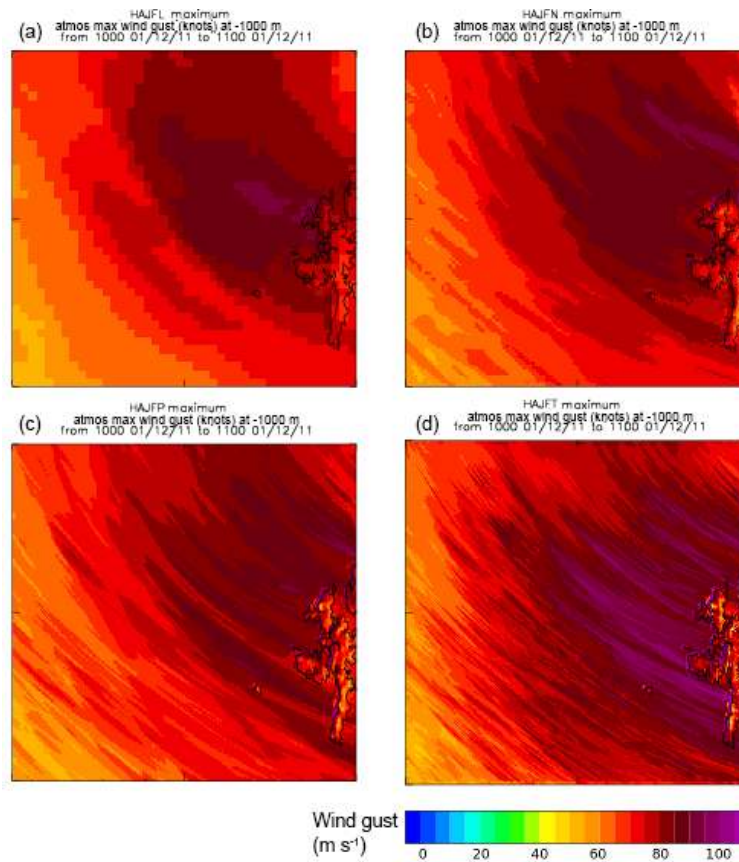 (a)
HAJFL maximum
atmos max wind gust (knots) at -1000 m
from 1000 01/12/11 to 1100 01/12/11
(b)
HAJFN maximum
atmos max wind gust (knots) at -1000 m
from 1000 01/12/11 to 1100 01/12/11
(c)
HAJFP maximum
atmos max wind gust (knots) at -1000 m
from 1000 01/12/11 to 1100 01/12/11
(d)
HAJFT maximum
atmos max wind gust (knots) at -1000 m
from 1000 01/12/11 to 1100 01/12/11
Wind gust
(m s⁻¹)
0 20 40 60 80 100